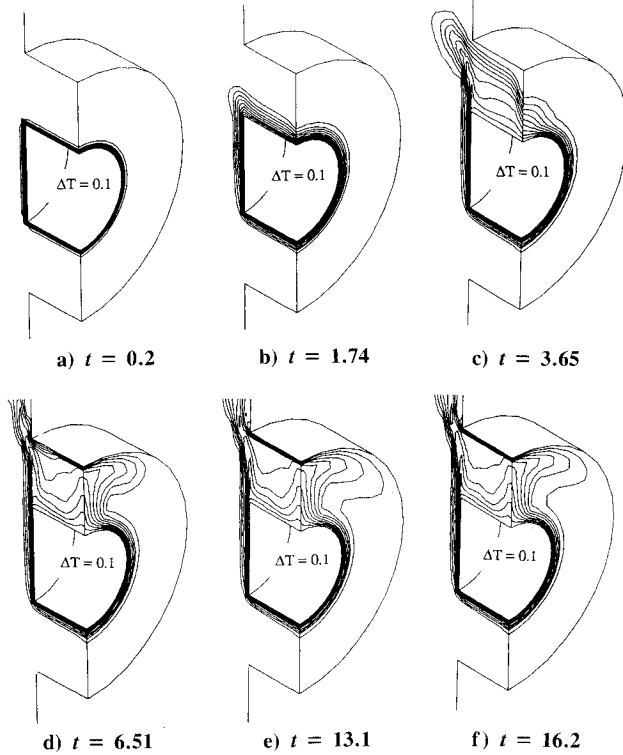 ΔT = 0.1
ΔT = 0.1
ΔT = 0.1
a) t = 0.2
b) t = 1.74
c) t = 3.65
ΔT = 0.1
ΔT = 0.1
ΔT = 0.1
d) t = 6.51
e) t = 13.1
f) t = 16.2